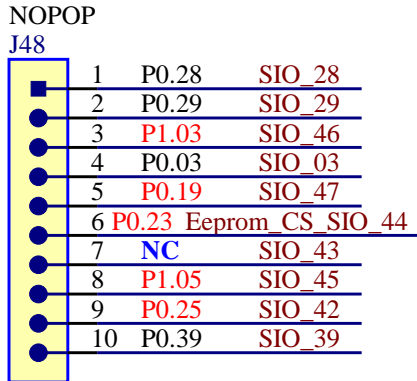 NOPOP
J48
1 P0.28 SIO_28
2 P0.29 SIO_29
3 P1.03 SIO_46
4 P0.03 SIO_03
5 P0.19 SIO_47
6 P0.23 Eeprom_CS_SIO_44
7 NC SIO_43
8 P1.05 SIO_45
9 P0.25 SIO_42
10 P0.39 SIO_39